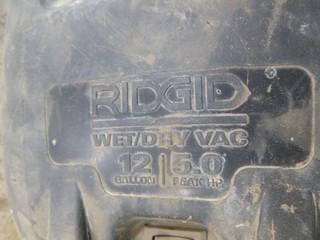 RIDGID
WET/DRY VAC
12 5.0
GALLON PEAK HP